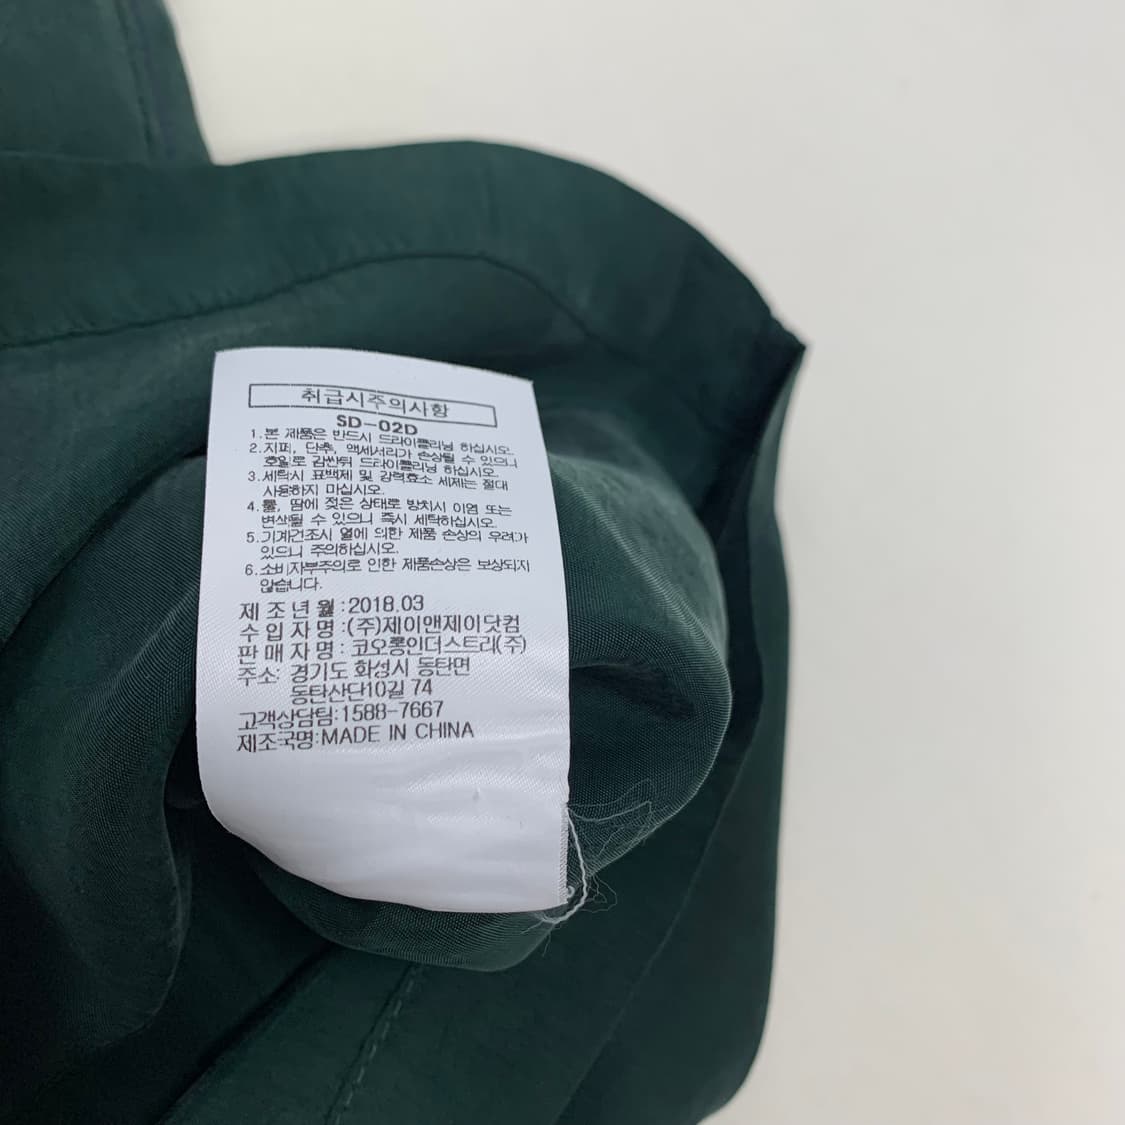 취급시주의사항
SD-02D
1.본 제품은 반드시 드라이클리닝 하십시오.
2.지퍼, 단추, 액세서리가 손상될 수 있으니
호일로 감싼뒤 드라이클리닝 하십시오.
3.세탁시 표백제 및 강력효소 세제는 절대
사용하지 마십시오.
4.물, 땀에 젖은 상태로 방치시 이염 또는
변색될 수 있으니 즉시 세탁하십시오.
5.기계건조시 열에 의한 제품 손상의 우려가
있으니 주의하십시오.
6.소비자부주의로 인한 제품손상은 보상되지
않습니다.
제 조 년 월 :2018.03
수 입 자 명 :(주)제이앤제이닷컴
판 매 자 명 : 코오롱인더스트리(주)
주소: 경기도 화성시 동탄면
동탄산단10길 74
고객상담팀:1588-7667
제조국명:MADE IN CHINA